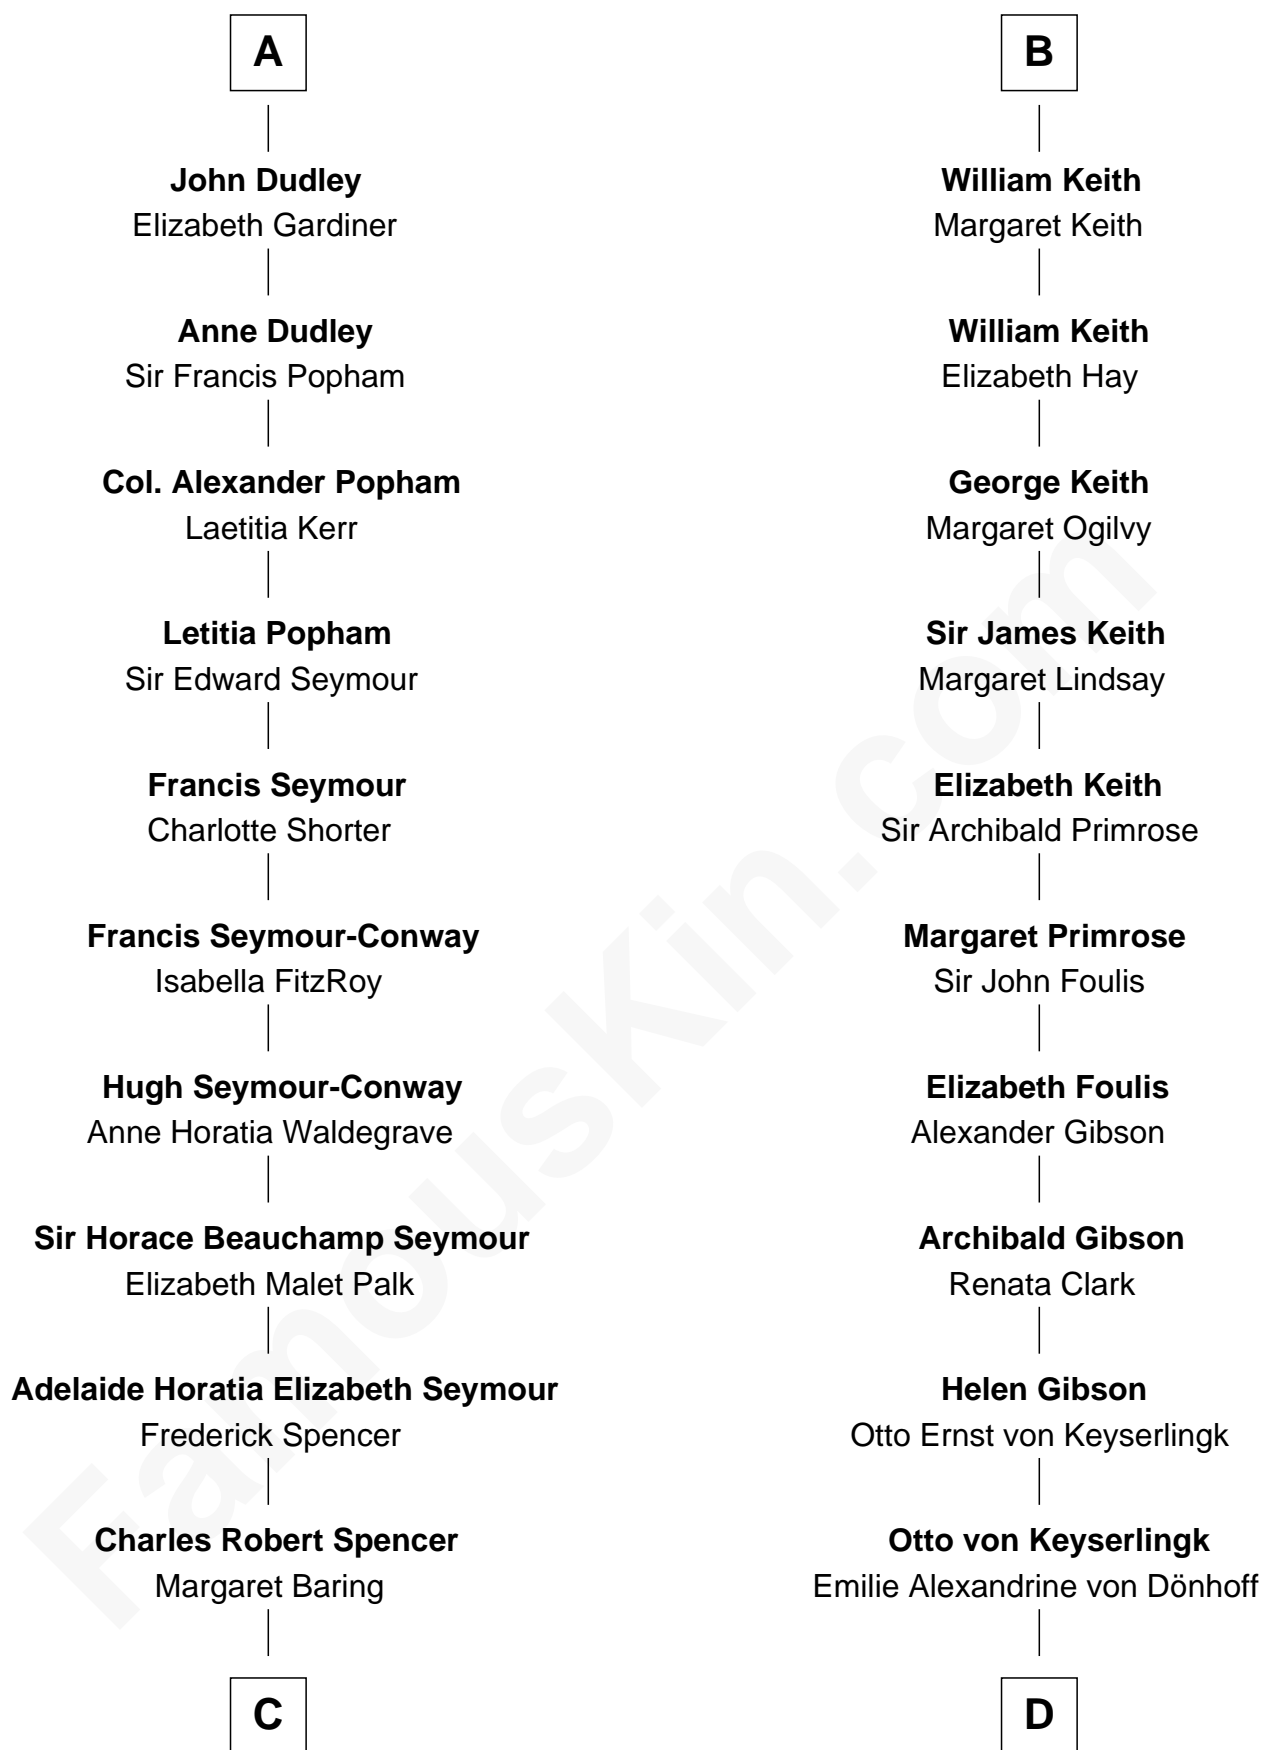 A
John Dudley
Elizabeth Gardiner
Anne Dudley
Sir Francis Popham
Col. Alexander Popham
Laetitia Kerr
Letitia Popham
Sir Edward Seymour
Francis Seymour
Charlotte Shorter
Francis Seymour-Conway
Isabella FitzRoy
Hugh Seymour-Conway
Anne Horatia Waldegrave
Sir Horace Beauchamp Seymour
Elizabeth Malet Palk
Adelaide Horatia Elizabeth Seymour
Frederick Spencer
Charles Robert Spencer
Margaret Baring
C
B
William Keith
Margaret Keith
William Keith
Elizabeth Hay
George Keith
Margaret Ogilvy
Sir James Keith
Margaret Lindsay
Elizabeth Keith
Sir Archibald Primrose
Margaret Primrose
Sir John Foulis
Elizabeth Foulis
Alexander Gibson
Archibald Gibson
Renata Clark
Helen Gibson
Otto Ernst von Keyserlingk
Otto von Keyserlingk
Emilie Alexandrine von Dönhoff
D
FamousKin.com